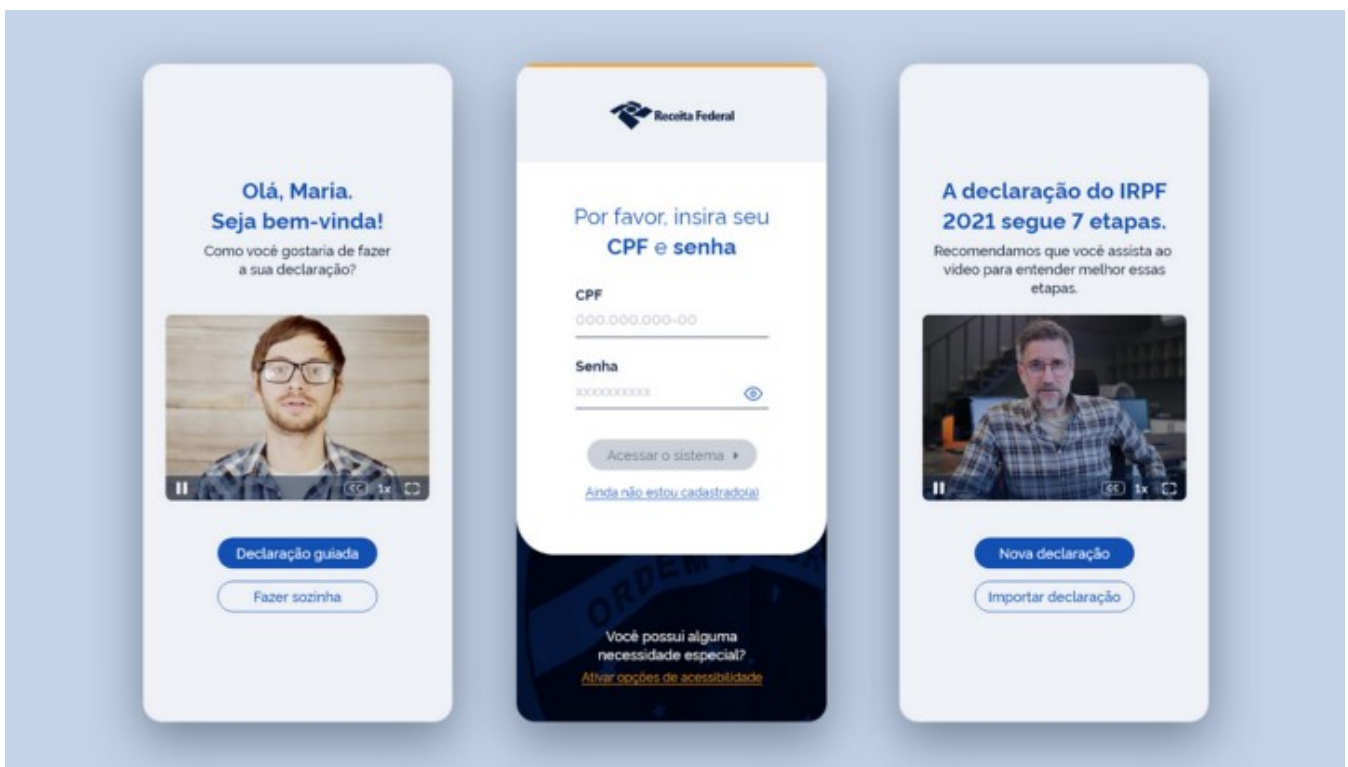 Olá, Maria.
Seja bem-vinda!
Como você gostaria de fazer
a sua declaração?
CC 1x
Declaração guiada
Fazer sozinha
Receita Federal
Por favor, insira seu
CPF e senha
CPF
000.000.000-00
Senha
xxxxxxxxxx
Acessar o sistema
Ainda não estou cadastrado(a)
ORDEM
Você possui alguma
necessidade especial?
Ativar opções de acessibilidade
A declaração do IRPF
2021 segue 7 etapas.
Recomendamos que você assista ao
vídeo para entender melhor essas
etapas.
CC 1x
Nova declaração
Importar declaração